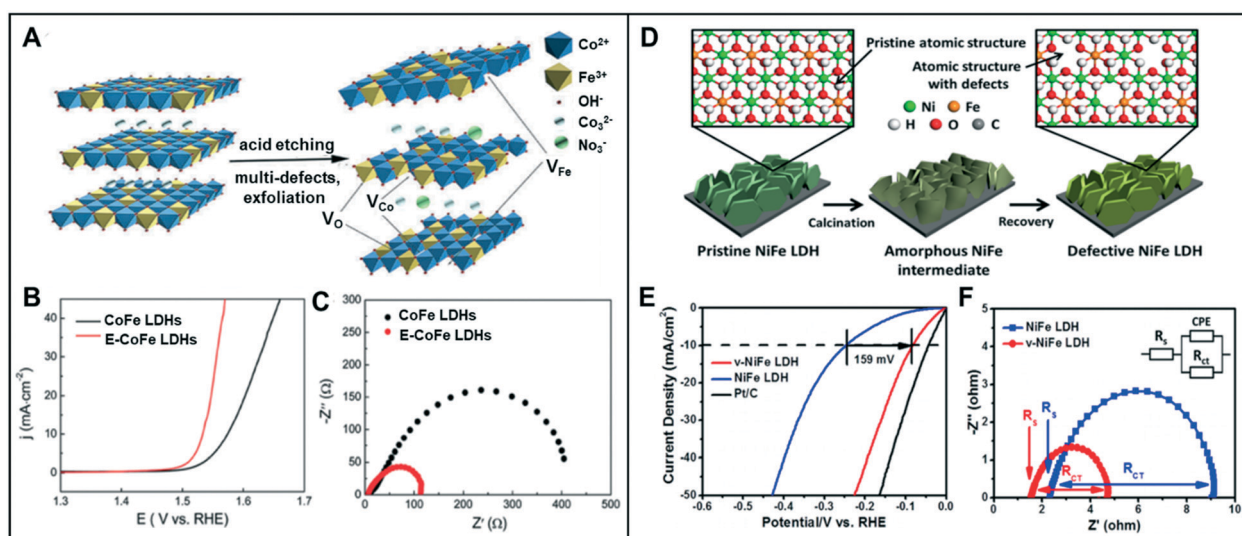 A
Co2+
Fe3+
OH-
Co32-
No3-
acid etching
multi-defects,
exfoliation
VO
VCo
VFe
B
CoFe LDHs
E-CoFe LDHs
j (mA·cm-2)
40
30
20
10
0
1.3 1.4 1.5 1.6 1.7
E ( V vs. RHE)
C
CoFe LDHs
E-CoFe LDHs
-Z'' (Ω)
300
250
200
150
100
50
0 100 200 300 400 500
Z' (Ω)
D
Pristine atomic structure
Atomic structure
with defects
Ni Fe
H O C
Calcination
Recovery
Pristine NiFe LDH
Amorphous NiFe
intermediate
Defective NiFe LDH
E
Current Density (mA/cm2)
0
-10
-20
-30
-40
-50
159 mV
v-NiFe LDH
NiFe LDH
Pt/C
-0.6 -0.5 -0.4 -0.3 -0.2 -0.1 0.0
Potential/V vs. RHE
F
NiFe LDH
v-NiFe LDH
CPE
Rs
Rct
-Z'' (ohm)
5
4
3
2
1
0
Rs
Rs
RCT
RCT
0 2 4 6 8 10
Z' (ohm)